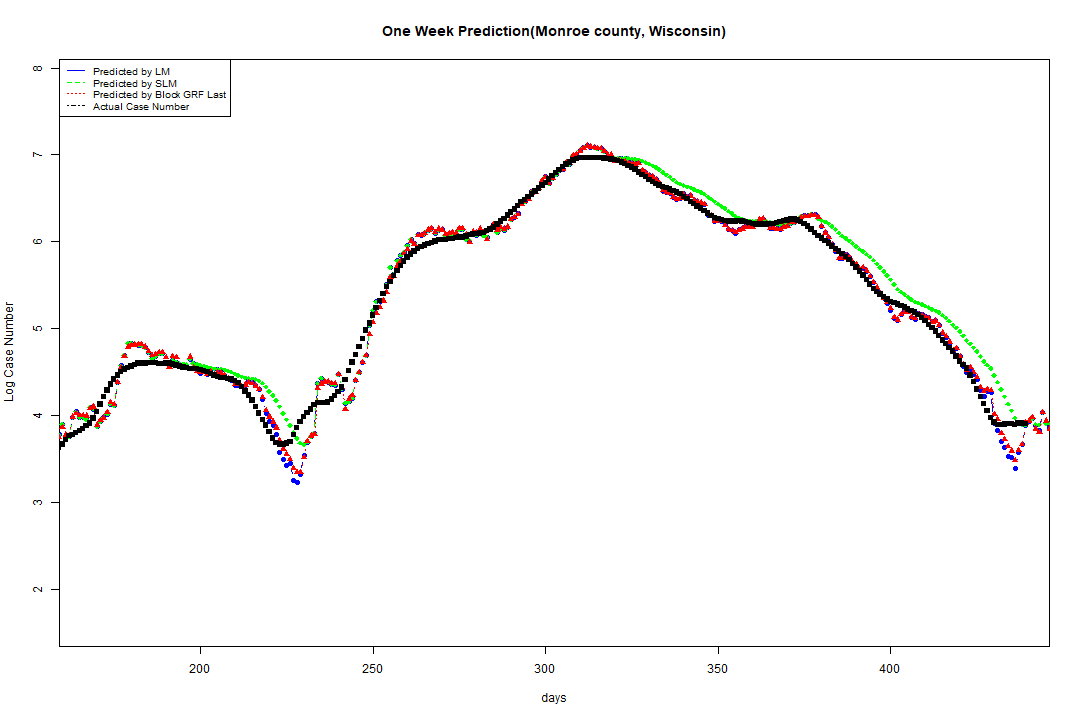 One Week Prediction(Monroe county, Wisconsin)
Predicted by LM
Predicted by SLM
Predicted by Block GRF Last
Actual Case Number
8
7
6
5
4
3
2
Log Case Number
200 250 300 350 400
days